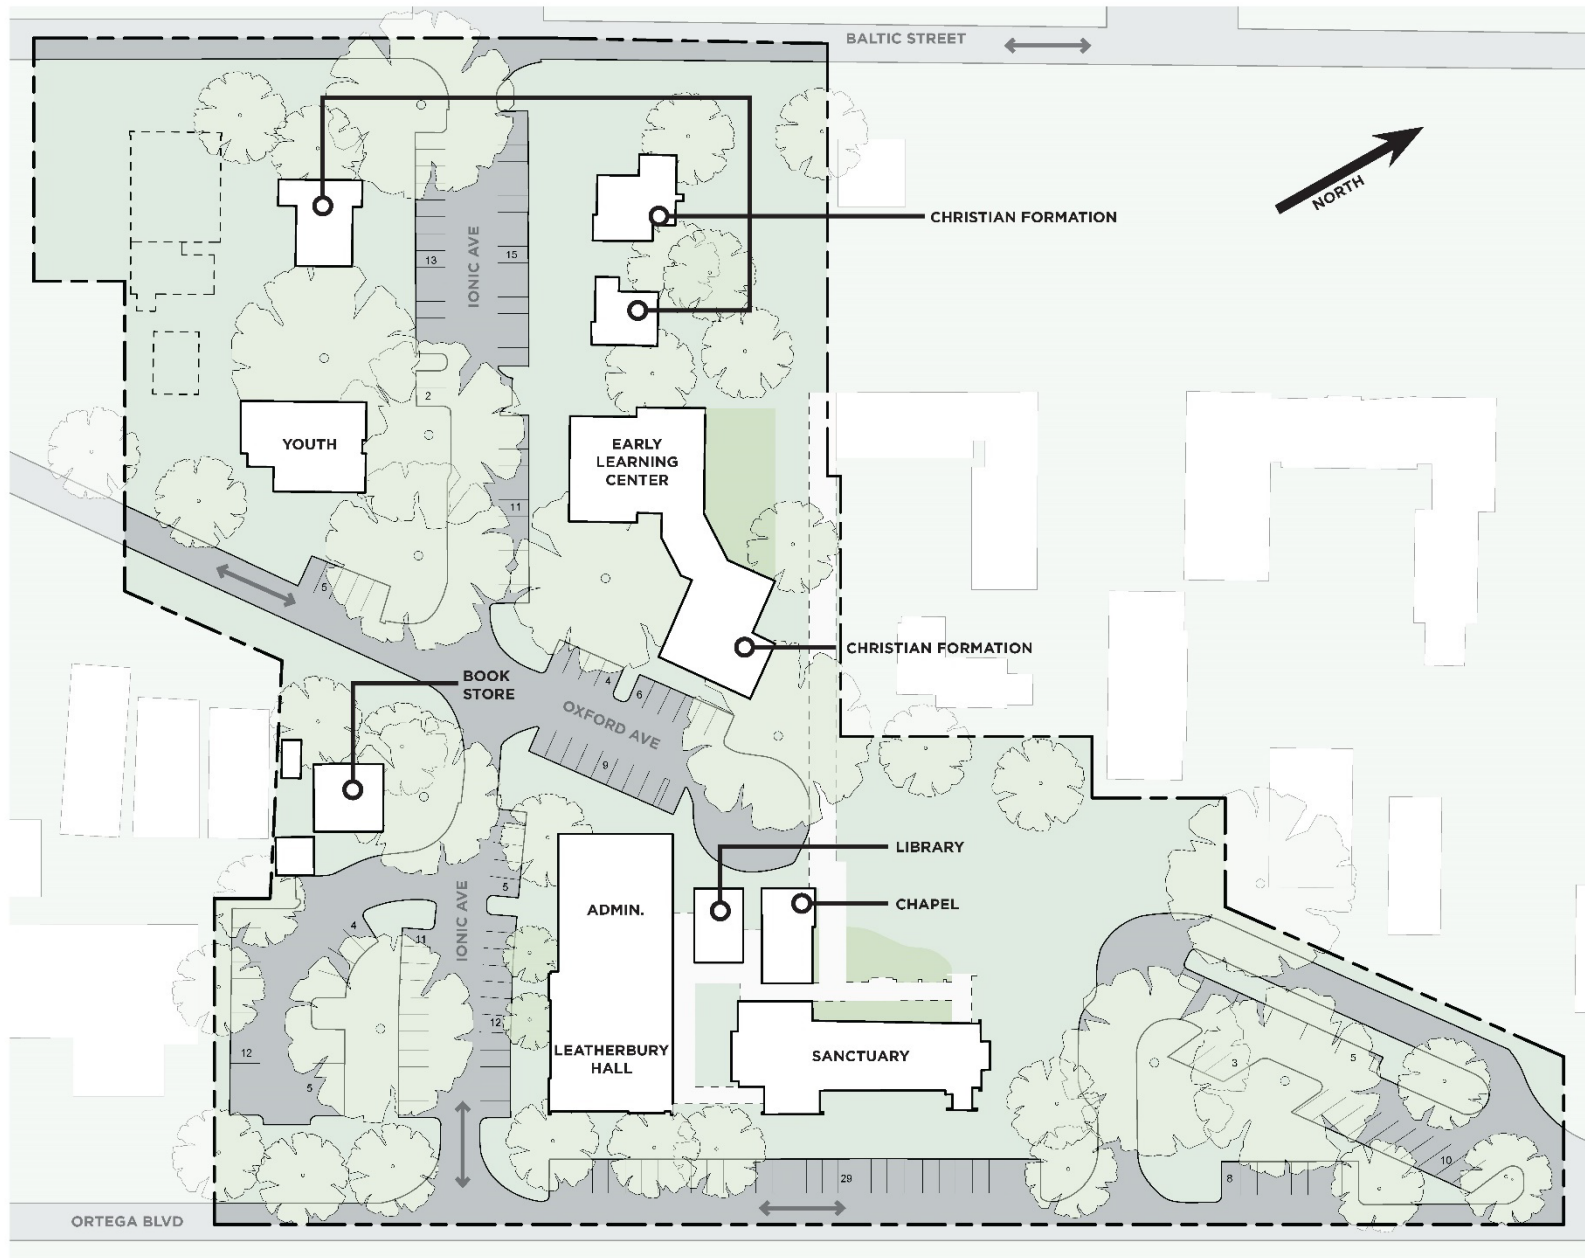 BALTIC STREET
NORTH
CHRISTIAN FORMATION
13
15
IONIC AVE
2
YOUTH
EARLY
LEARNING
CENTER
11
5
CHRISTIAN FORMATION
BOOK
STORE
4
6
OXFORD AVE
9
LIBRARY
CHAPEL
5
IONIC AVE
ADMIN.
4
11
12
12
5
LEATHERBURY
HALL
SANCTUARY
3
5
10
29
8
ORTEGA BLVD